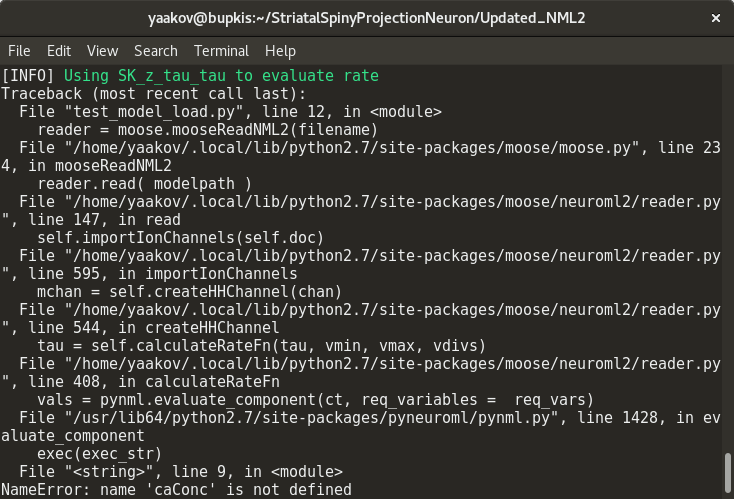 yaakov@bupkis:~/StriatalSpinyProjectionNeuron/Updated_NML2
File Edit View Search Terminal Help
[INFO] Using SK_z_tau_tau to evaluate rate
Traceback (most recent call last):
  File "test_model_load.py", line 12, in <module>
    reader = moose.mooseReadNML2(filename)
  File "/home/yaakov/.local/lib/python2.7/site-packages/moose/moose.py", line 23
4, in mooseReadNML2
    reader.read( modelpath )
  File "/home/yaakov/.local/lib/python2.7/site-packages/moose/neuroml2/reader.py
", line 147, in read
    self.importIonChannels(self.doc)
  File "/home/yaakov/.local/lib/python2.7/site-packages/moose/neuroml2/reader.py
", line 595, in importIonChannels
    mchan = self.createHHChannel(chan)
  File "/home/yaakov/.local/lib/python2.7/site-packages/moose/neuroml2/reader.py
", line 544, in createHHChannel
    tau = self.calculateRateFn(tau, vmin, vmax, vdivs)
  File "/home/yaakov/.local/lib/python2.7/site-packages/moose/neuroml2/reader.py
", line 408, in calculateRateFn
    vals = pynml.evaluate_component(ct, req_variables =  req_vars)
  File "/usr/lib64/python2.7/site-packages/pyneuroml/pynml.py", line 1428, in ev
aluate_component
    exec(exec_str)
  File "<string>", line 9, in <module>
NameError: name 'caConc' is not defined